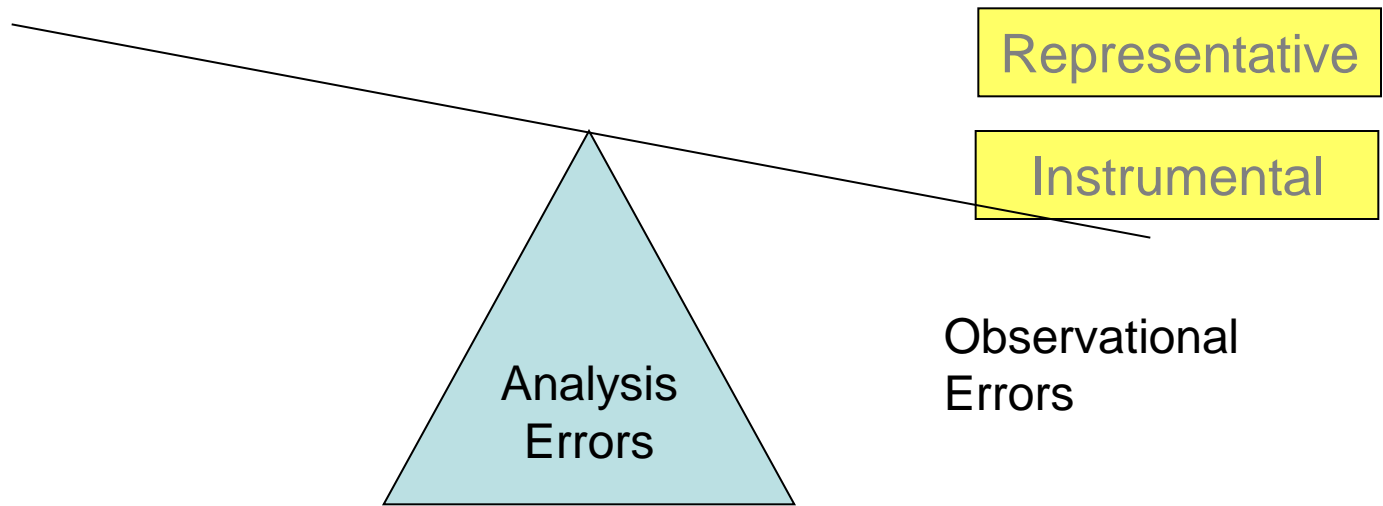 Representative
Instrumental
Observational
Errors
Analysis
Errors